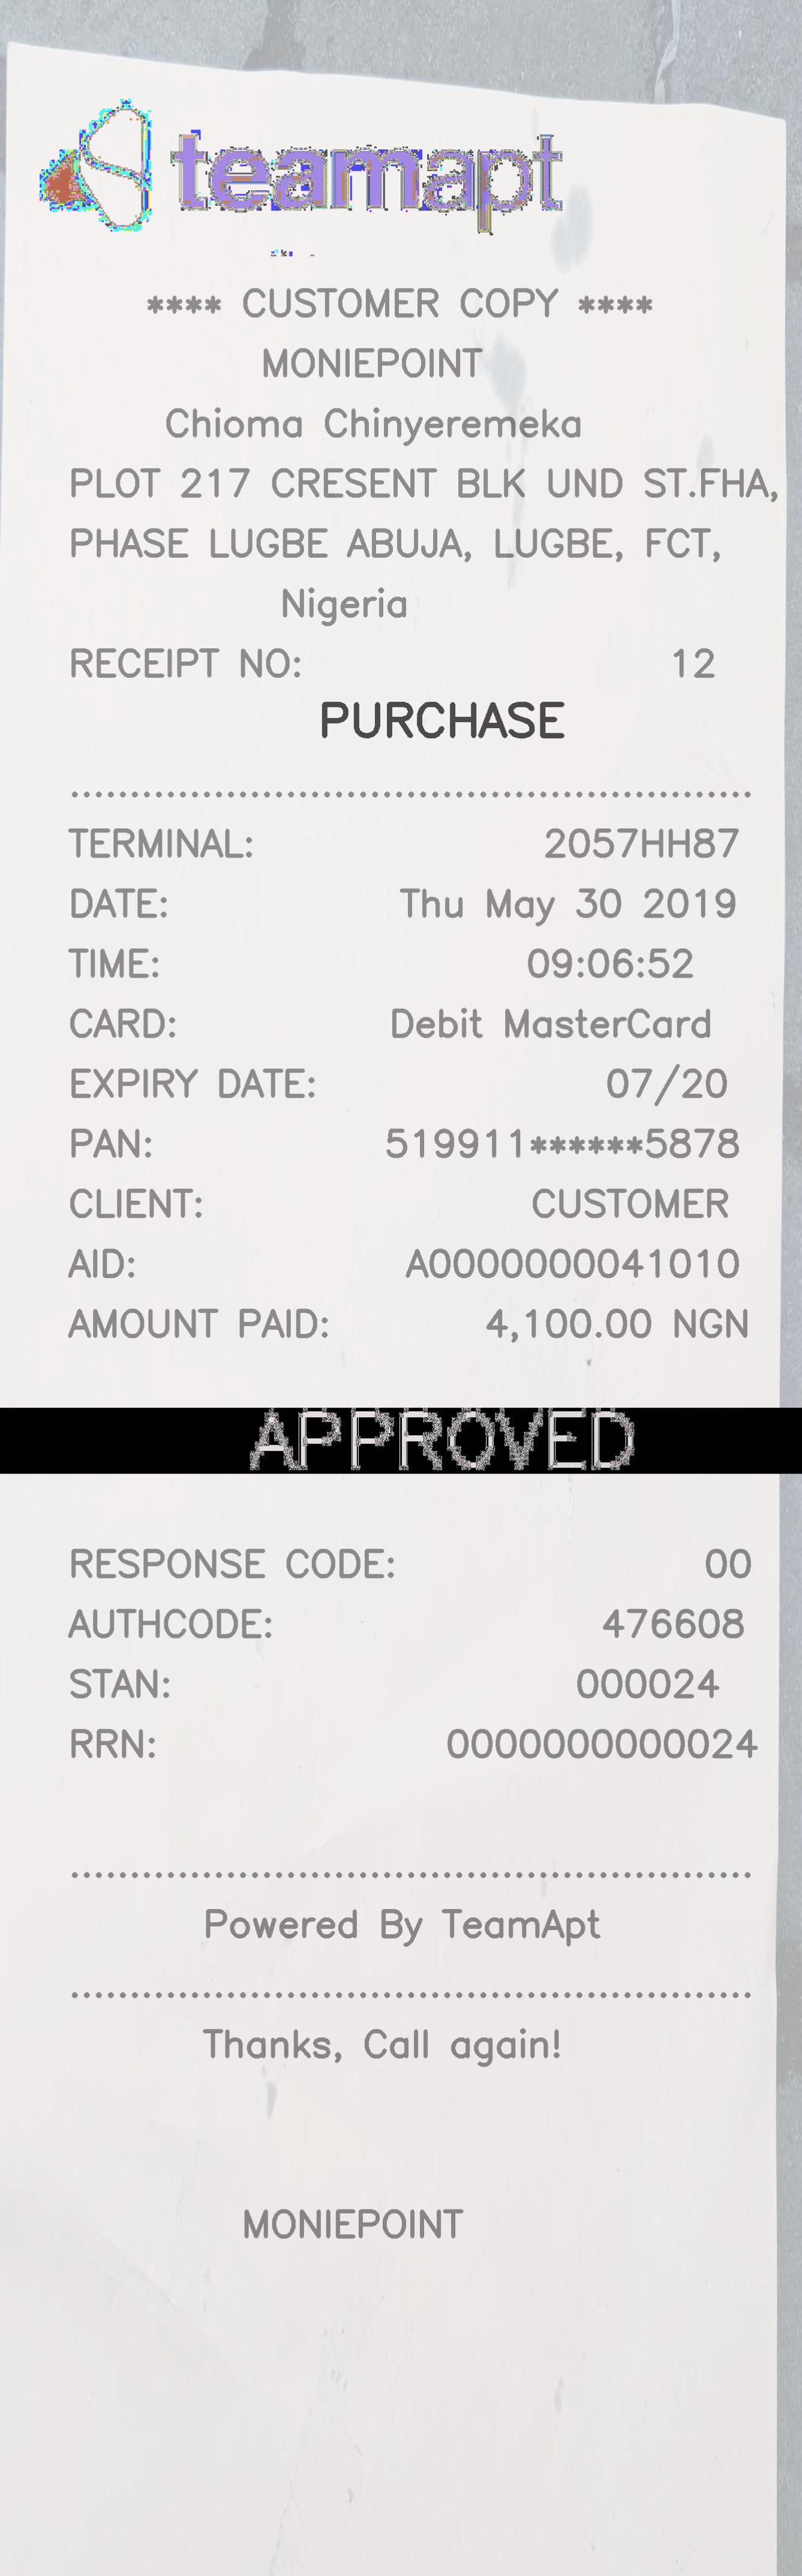 teamapt
**** CUSTOMER COPY ****
MONIEPOINT
Chioma Chinyeremeka
PLOT 217 CRESENT BLK UND ST.FHA,
PHASE LUGBE ABUJA, LUGBE, FCT,
Nigeria
RECEIPT NO: 12
PURCHASE
TERMINAL: 2057HH87
DATE: Thu May 30 2019
TIME: 09:06:52
CARD: Debit MasterCard
EXPIRY DATE: 07/20
PAN: 519911******5878
CLIENT: CUSTOMER
AID: A0000000041010
AMOUNT PAID: 4,100.00 NGN
APPROVED
RESPONSE CODE: 00
AUTHCODE: 476608
STAN: 000024
RRN: 0000000000024
Powered By TeamApt
Thanks, Call again!
MONIEPOINT